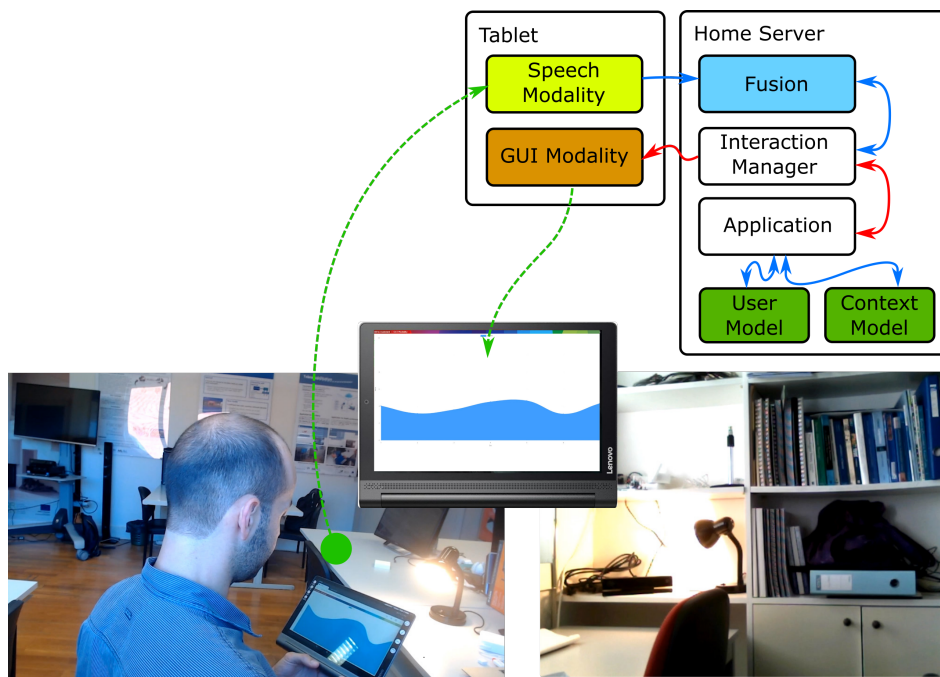 Tablet
Speech
Modality
GUI Modality
Home Server
Fusion
Interaction
Manager
Application
User
Model
Context
Model
Lenovo